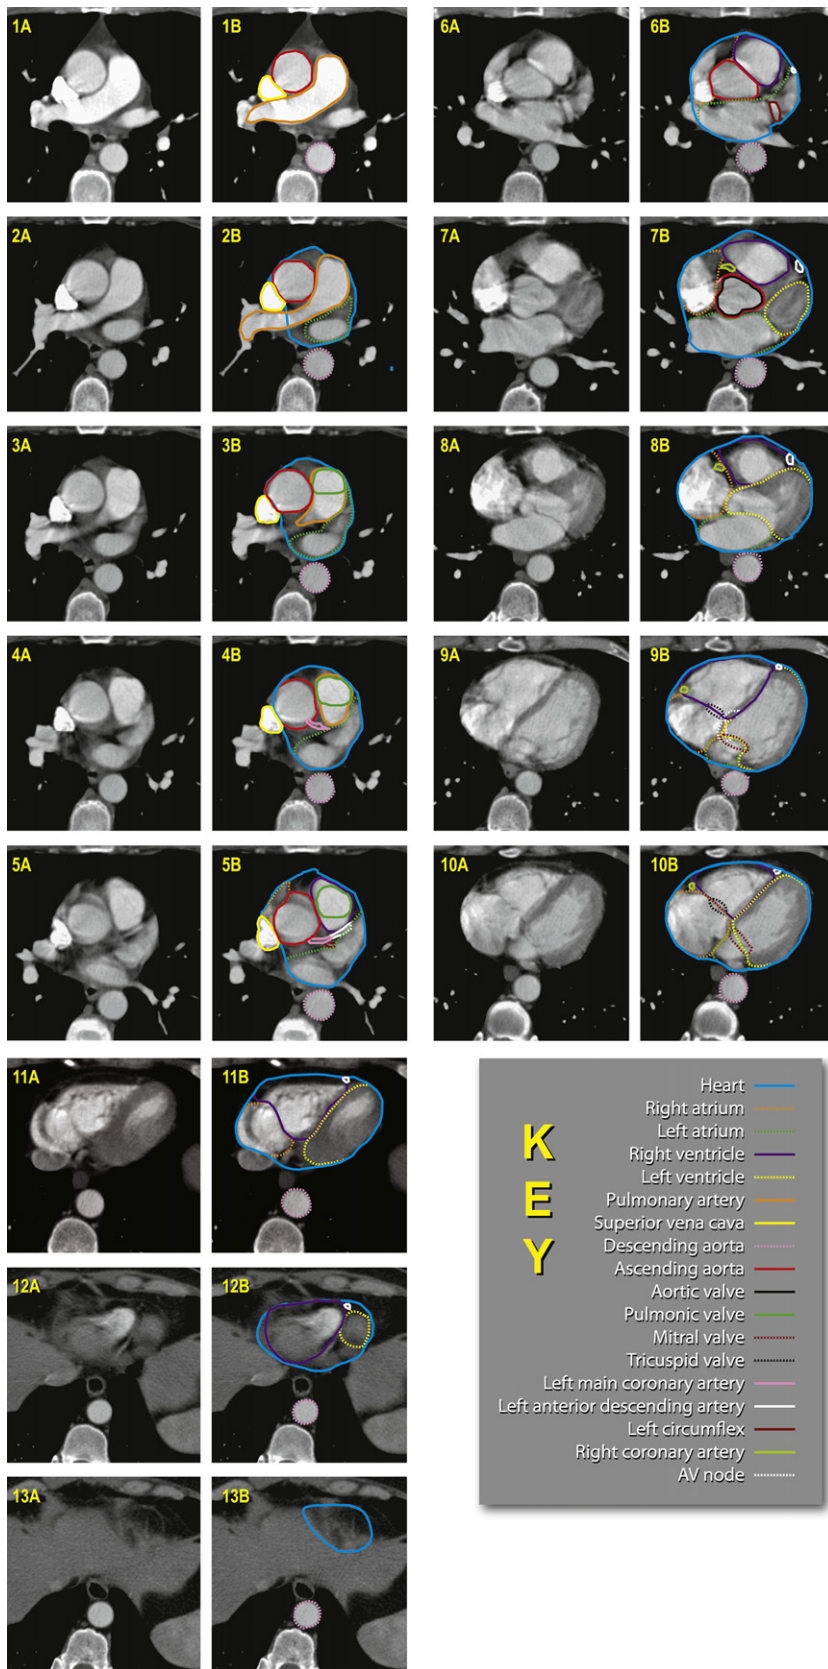 1A
1B
6A
6B
2A
2B
7A
7B
3A
3B
8A
8B
4A
4B
9A
9B
5A
5B
10A
10B
11A
11B
12A
12B
13A
13B
KEY
Heart
Right atrium
Left atrium
Right ventricle
Left ventricle
Pulmonary artery
Superior vena cava
Descending aorta
Ascending aorta
Aortic valve
Pulmonic valve
Mitral valve
Tricuspid valve
Left main coronary artery
Left anterior descending artery
Left circumflex
Right coronary artery
AV node